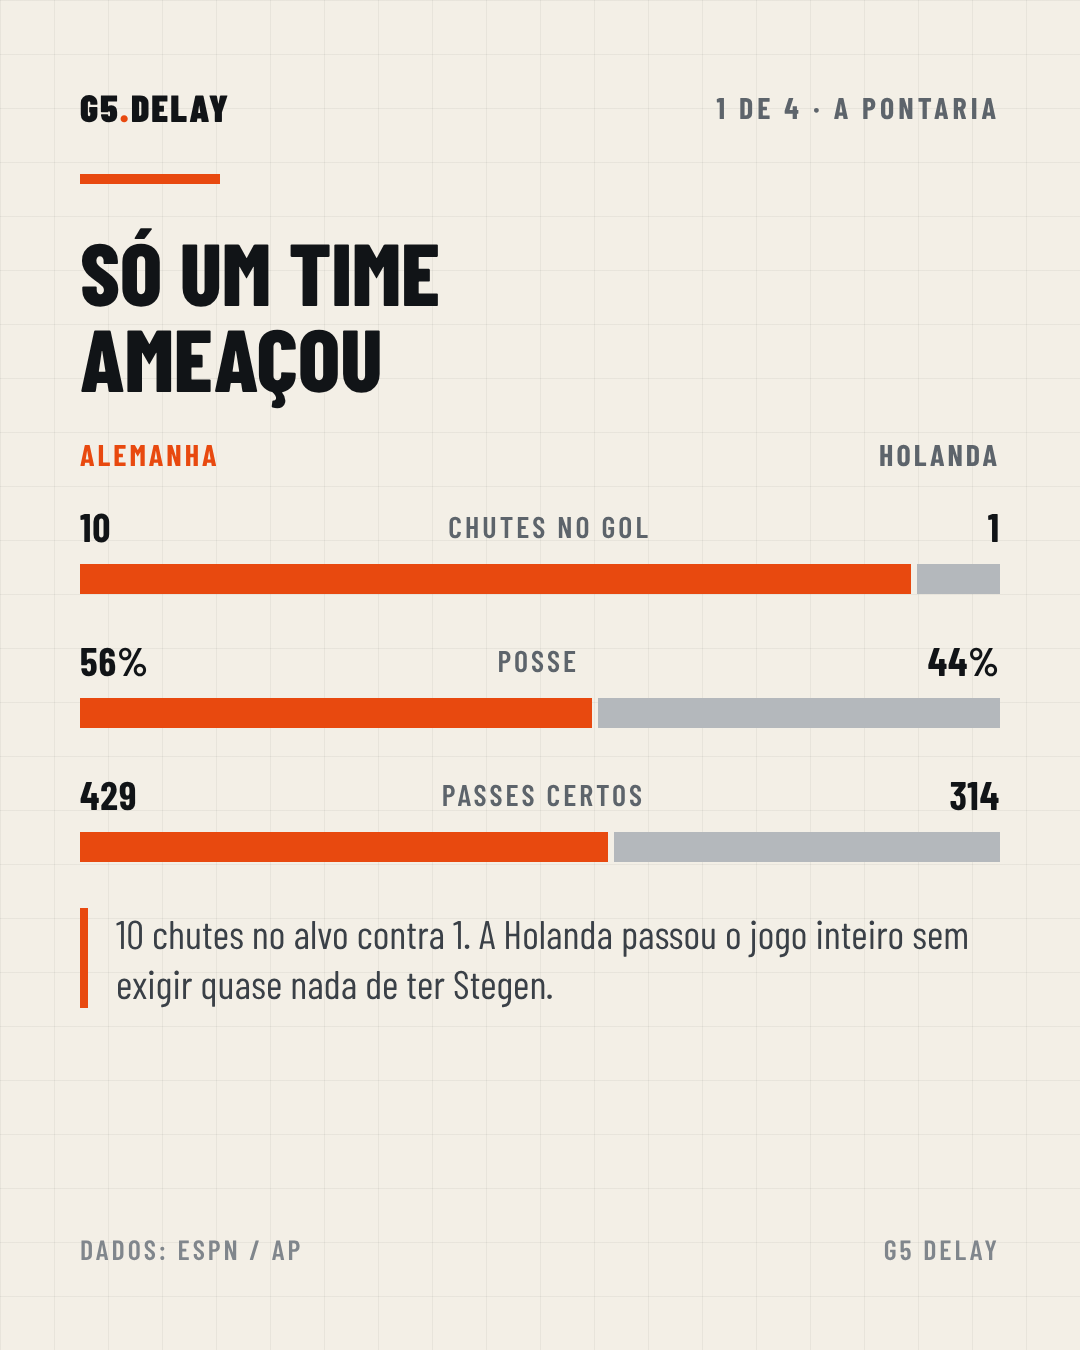 G5.DELAY
1 DE 4 · A PONTARIA
SÓ UM TIME
AMEAÇOU
ALEMANHA
HOLANDA
10 CHUTES NO GOL 1
56% POSSE 44%
429 PASSES CERTOS 314
10 chutes no alvo contra 1. A Holanda passou o jogo inteiro sem
exigir quase nada de ter Stegen.
DADOS: ESPN / AP
G5 DELAY